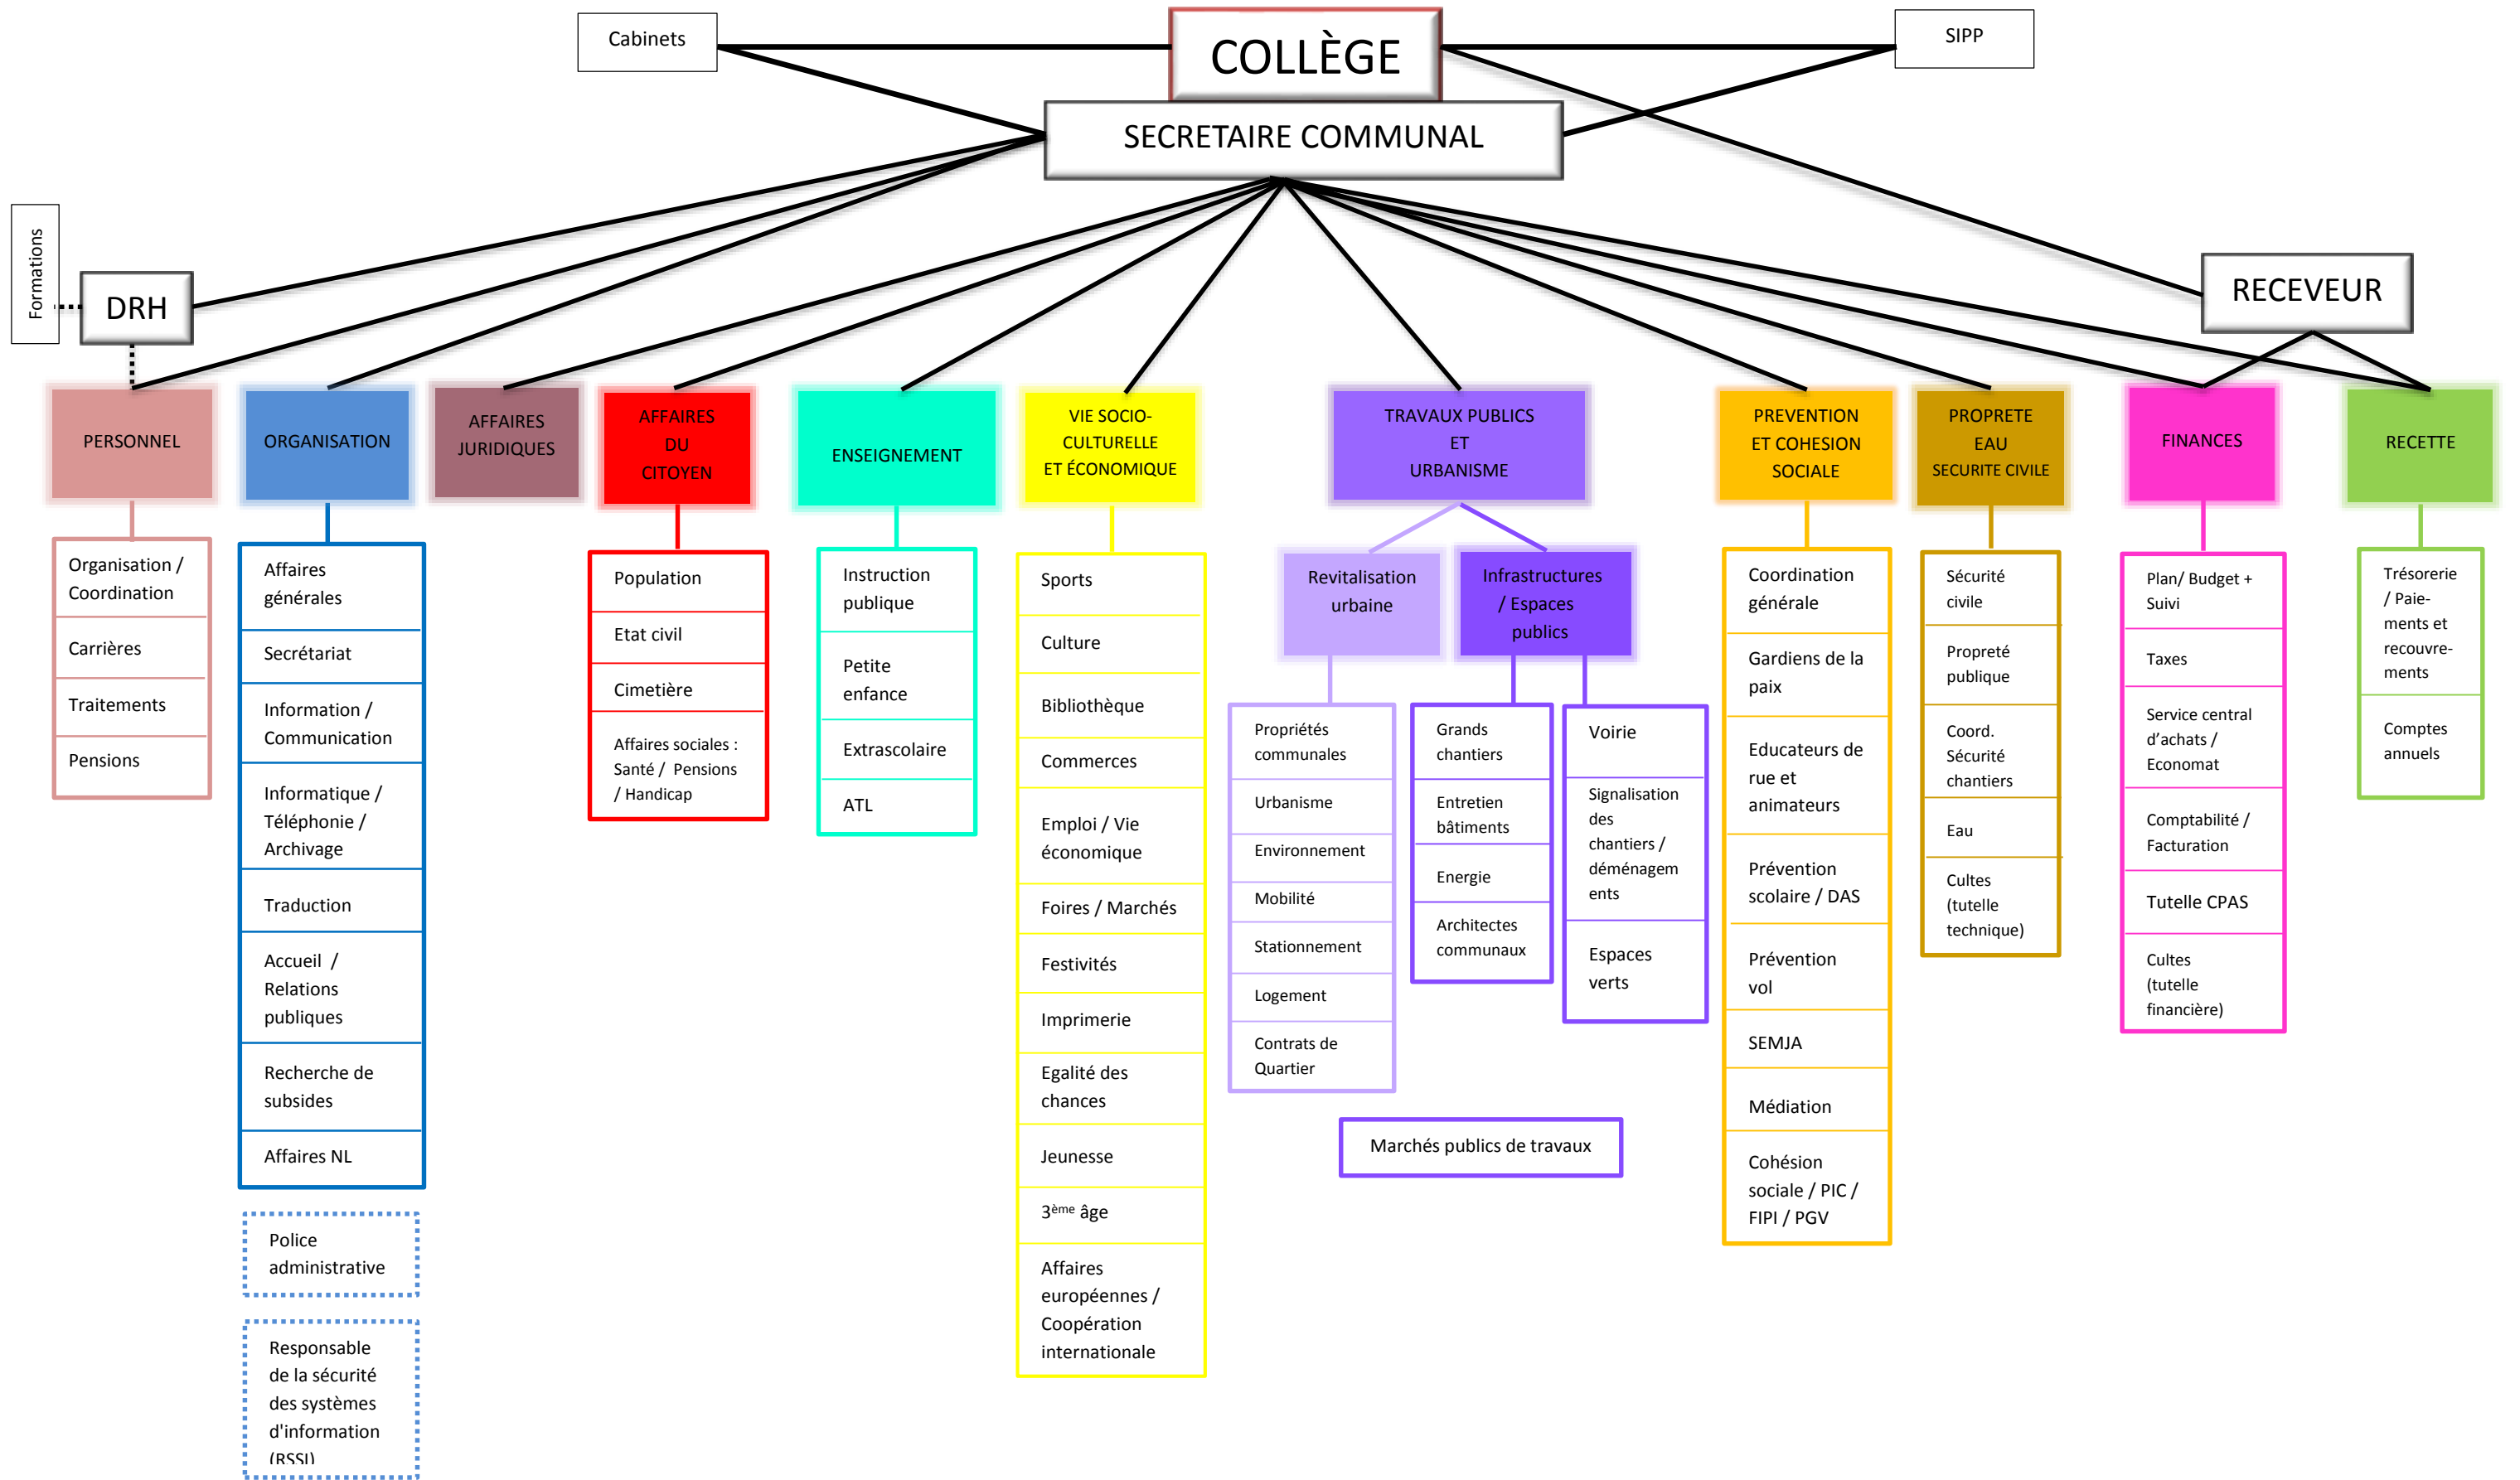 Cabinets
COLLÈGE
SIPP
SECRETAIRE COMMUNAL
Formations
DRH
RECEVEUR
PERSONNEL
ORGANISATION
AFFAIRES
JURIDIQUES
AFFAIRES
DU
CITOYEN
ENSEIGNEMENT
VIE SOCIO-
CULTURELLE
ET ÉCONOMIQUE
TRAVAUX PUBLICS
ET
URBANISME
PREVENTION
ET COHESION
SOCIALE
PROPRETE
EAU
SECURITE CIVILE
FINANCES
RECETTE
Organisation /
Coordination
Carrières
Traitements
Pensions
Affaires
générales
Secrétariat
Information /
Communication
Informatique /
Téléphonie /
Archivage
Traduction
Accueil /
Relations
publiques
Recherche de
subsides
Affaires NL
Police
administrative
Responsable
de la sécurité
des systèmes
d'information
(RSSI)
Population
Etat civil
Cimetière
Affaires sociales :
Santé / Pensions
/ Handicap
Instruction
publique
Petite
enfance
Extrascolaire
ATL
Sports
Culture
Bibliothèque
Commerces
Emploi / Vie
économique
Foires / Marchés
Festivités
Imprimerie
Egalité des
chances
Jeunesse
3ème âge
Affaires
européennes /
Coopération
internationale
Revitalisation
urbaine
Infrastructures
/ Espaces
publics
Propriétés
communales
Urbanisme
Environnement
Mobilité
Stationnement
Logement
Contrats de
Quartier
Grands
chantiers
Entretien
bâtiments
Energie
Architectes
communaux
Voirie
Signalisation
des
chantiers /
déménagem
ents
Espaces
verts
Marchés publics de travaux
Coordination
générale
Gardiens de la
paix
Educateurs de
rue et
animateurs
Prévention
scolaire / DAS
Prévention
vol
SEMJA
Médiation
Cohésion
sociale / PIC /
FIPI / PGV
Sécurité
civile
Propreté
publique
Coord.
Sécurité
chantiers
Eau
Cultes
(tutelle
technique)
Plan/ Budget +
Suivi
Taxes
Service central
d’achats /
Economat
Comptabilité /
Facturation
Tutelle CPAS
Cultes
(tutelle
financière)
Trésorerie
/ Paie-
ments et
recouvre-
ments
Comptes
annuels